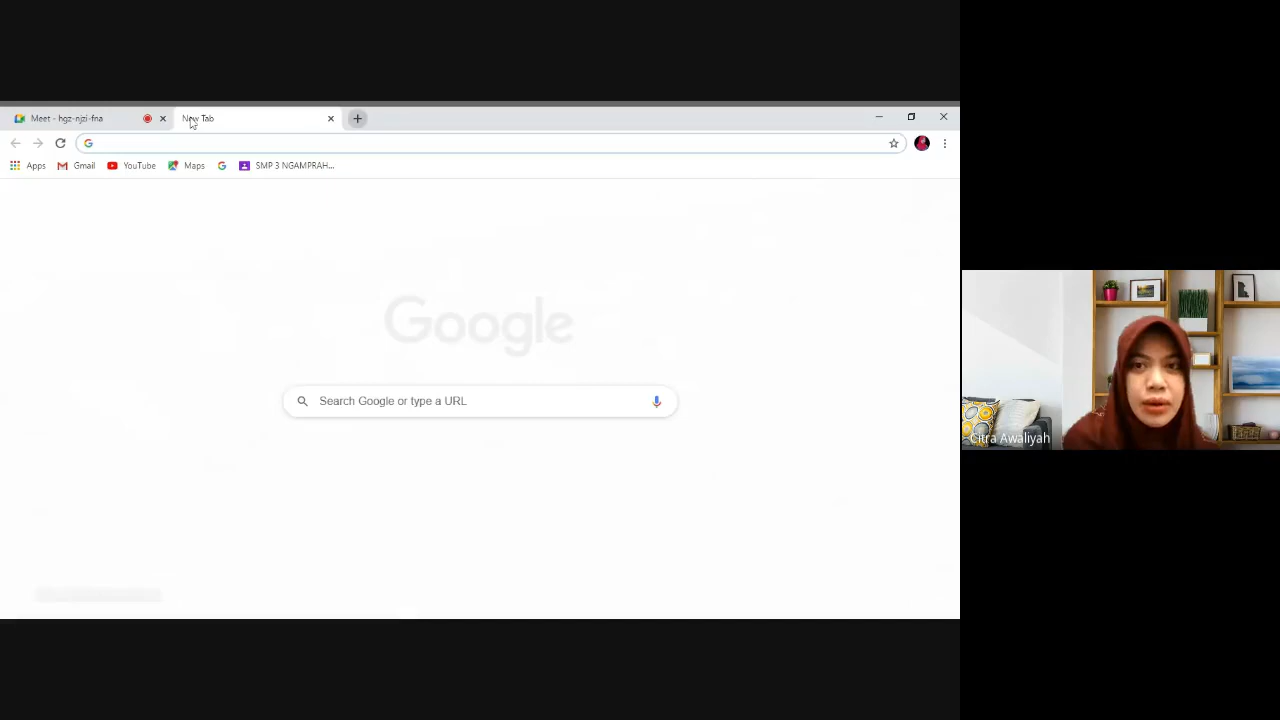 Meet - hgz-njzi-fna
New Tab
Apps
Gmail
YouTube
Maps
SMP 3 NGAMPRAH...
Google
Search Google or type a URL
Citra Awaliyah